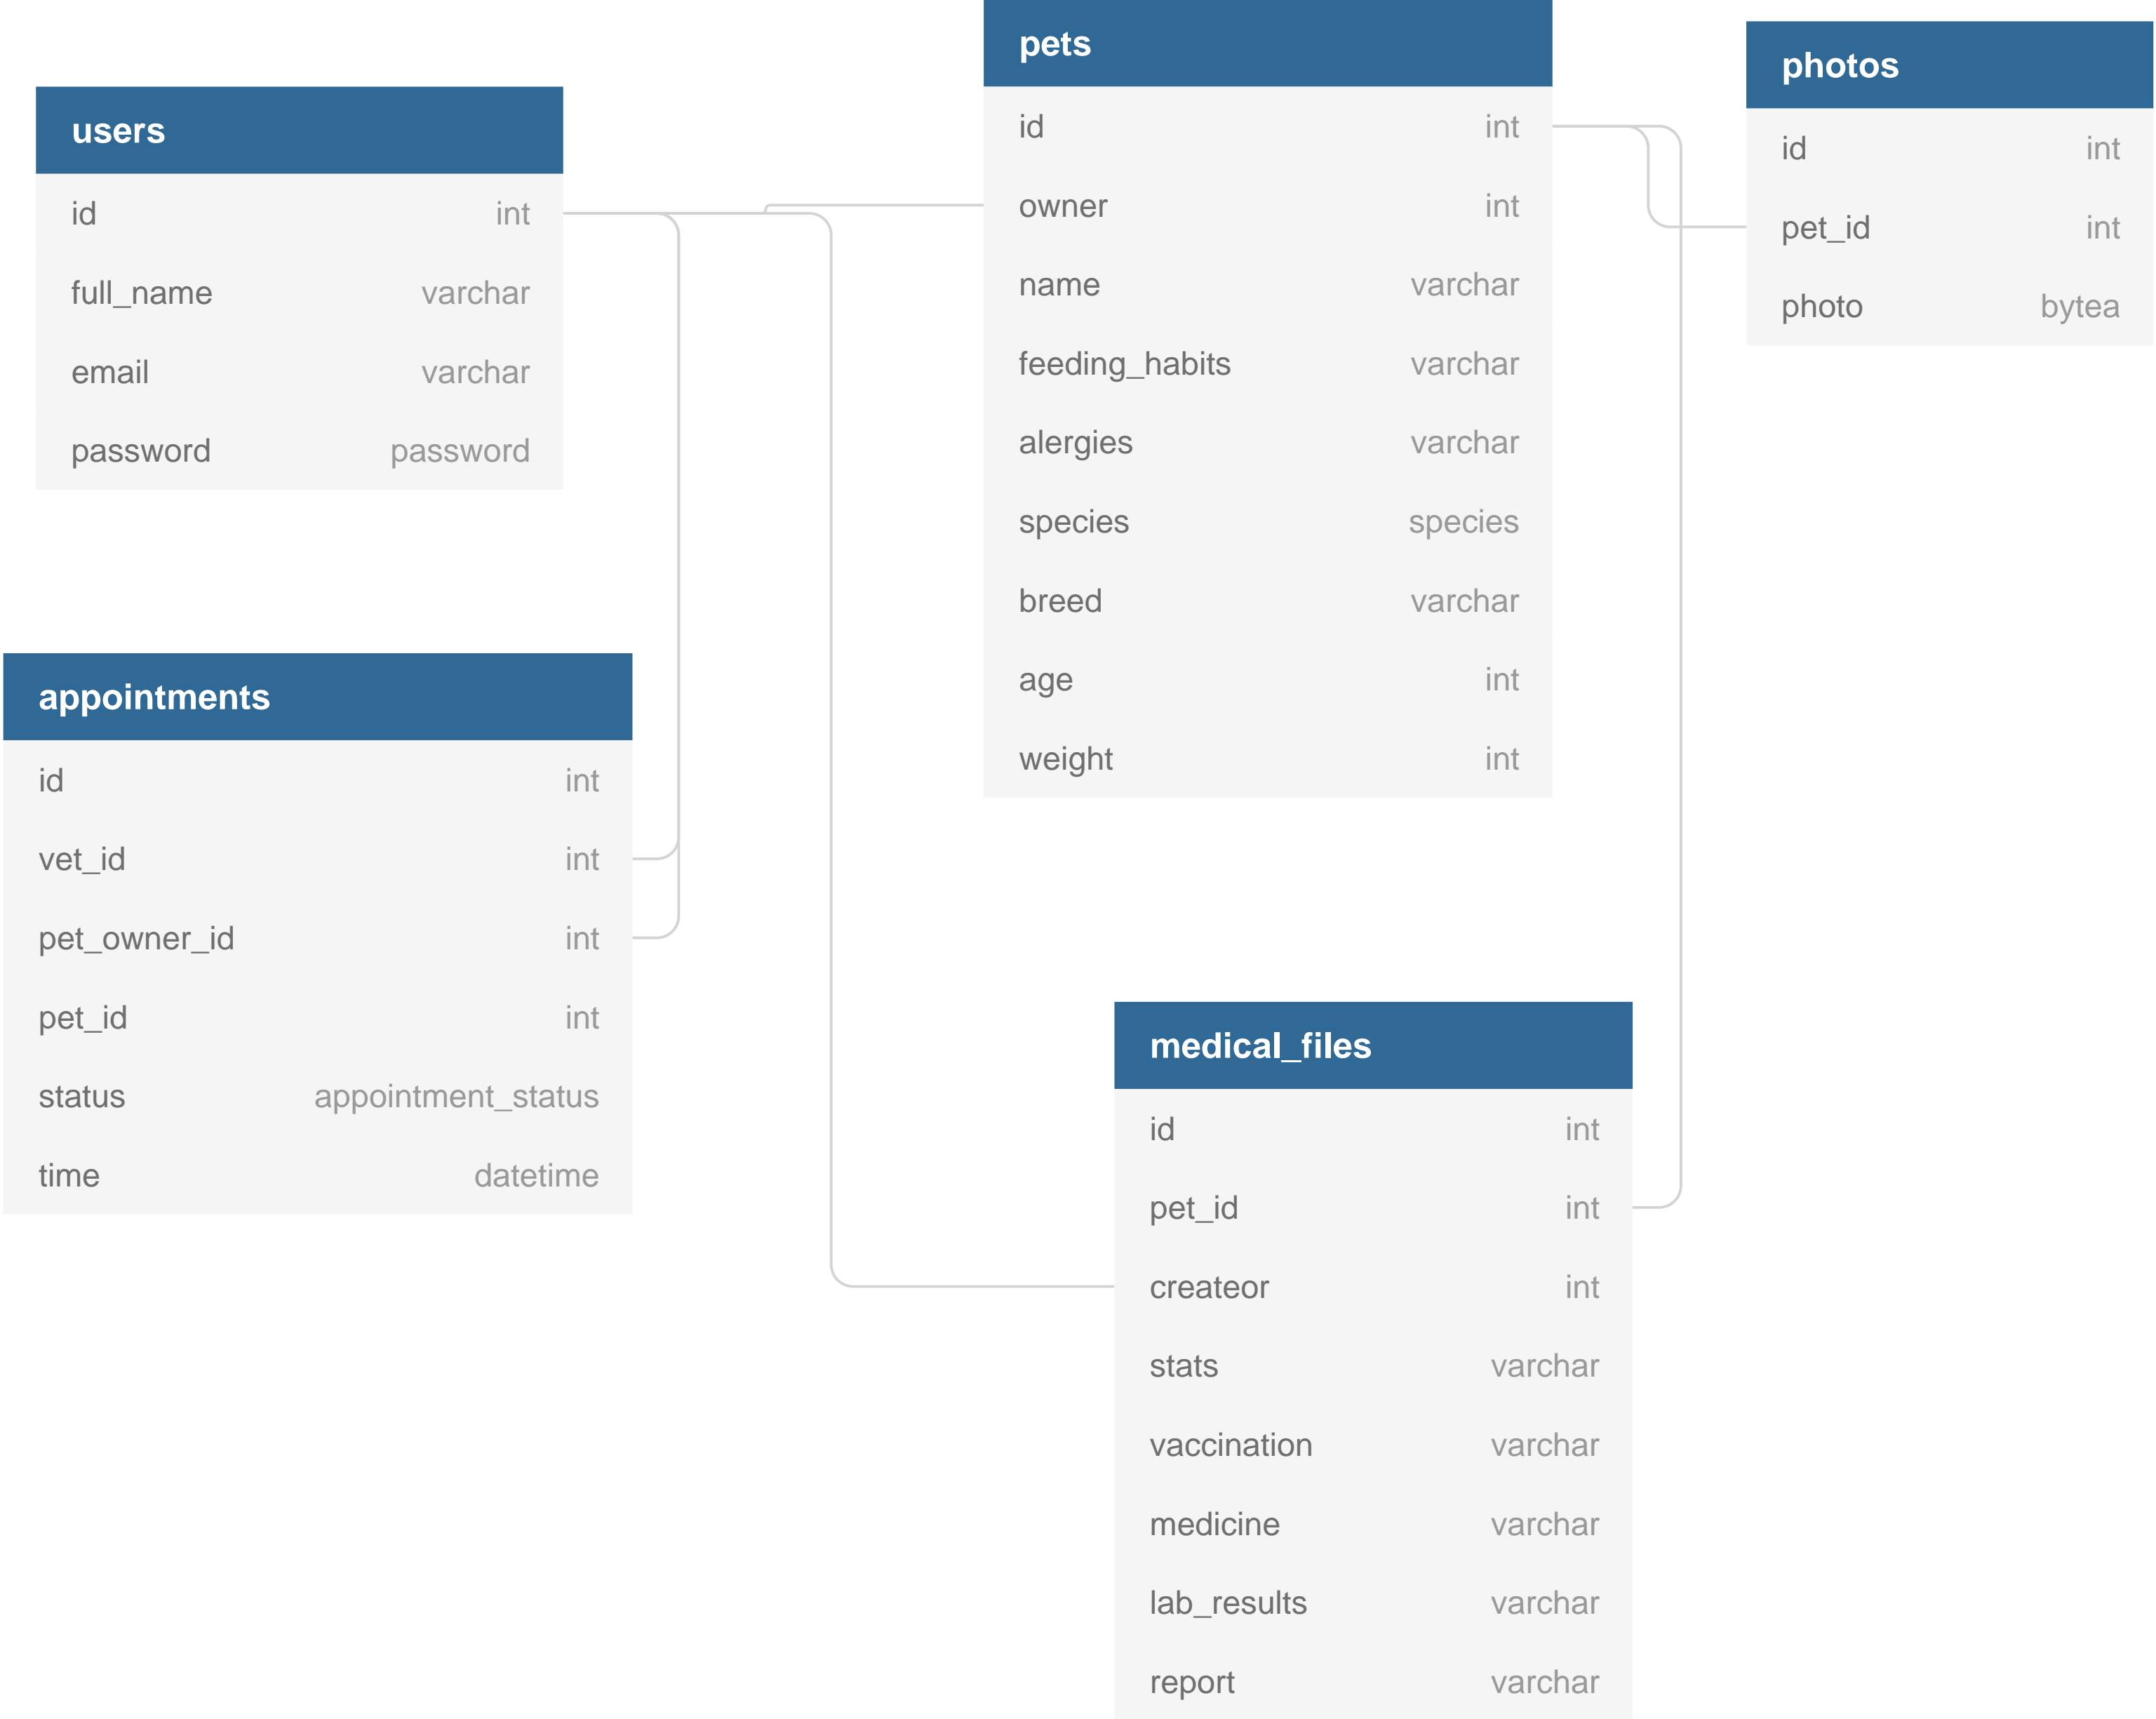 users
id int
full_name varchar
email varchar
password password
appointments
id int
vet_id int
pet_owner_id int
pet_id int
status appointment_status
time datetime
pets
id int
owner int
name varchar
feeding_habits varchar
alergies varchar
species species
breed varchar
age int
weight int
medical_files
id int
pet_id int
createor int
stats varchar
vaccination varchar
medicine varchar
lab_results varchar
report varchar
photos
id int
pet_id int
photo bytea